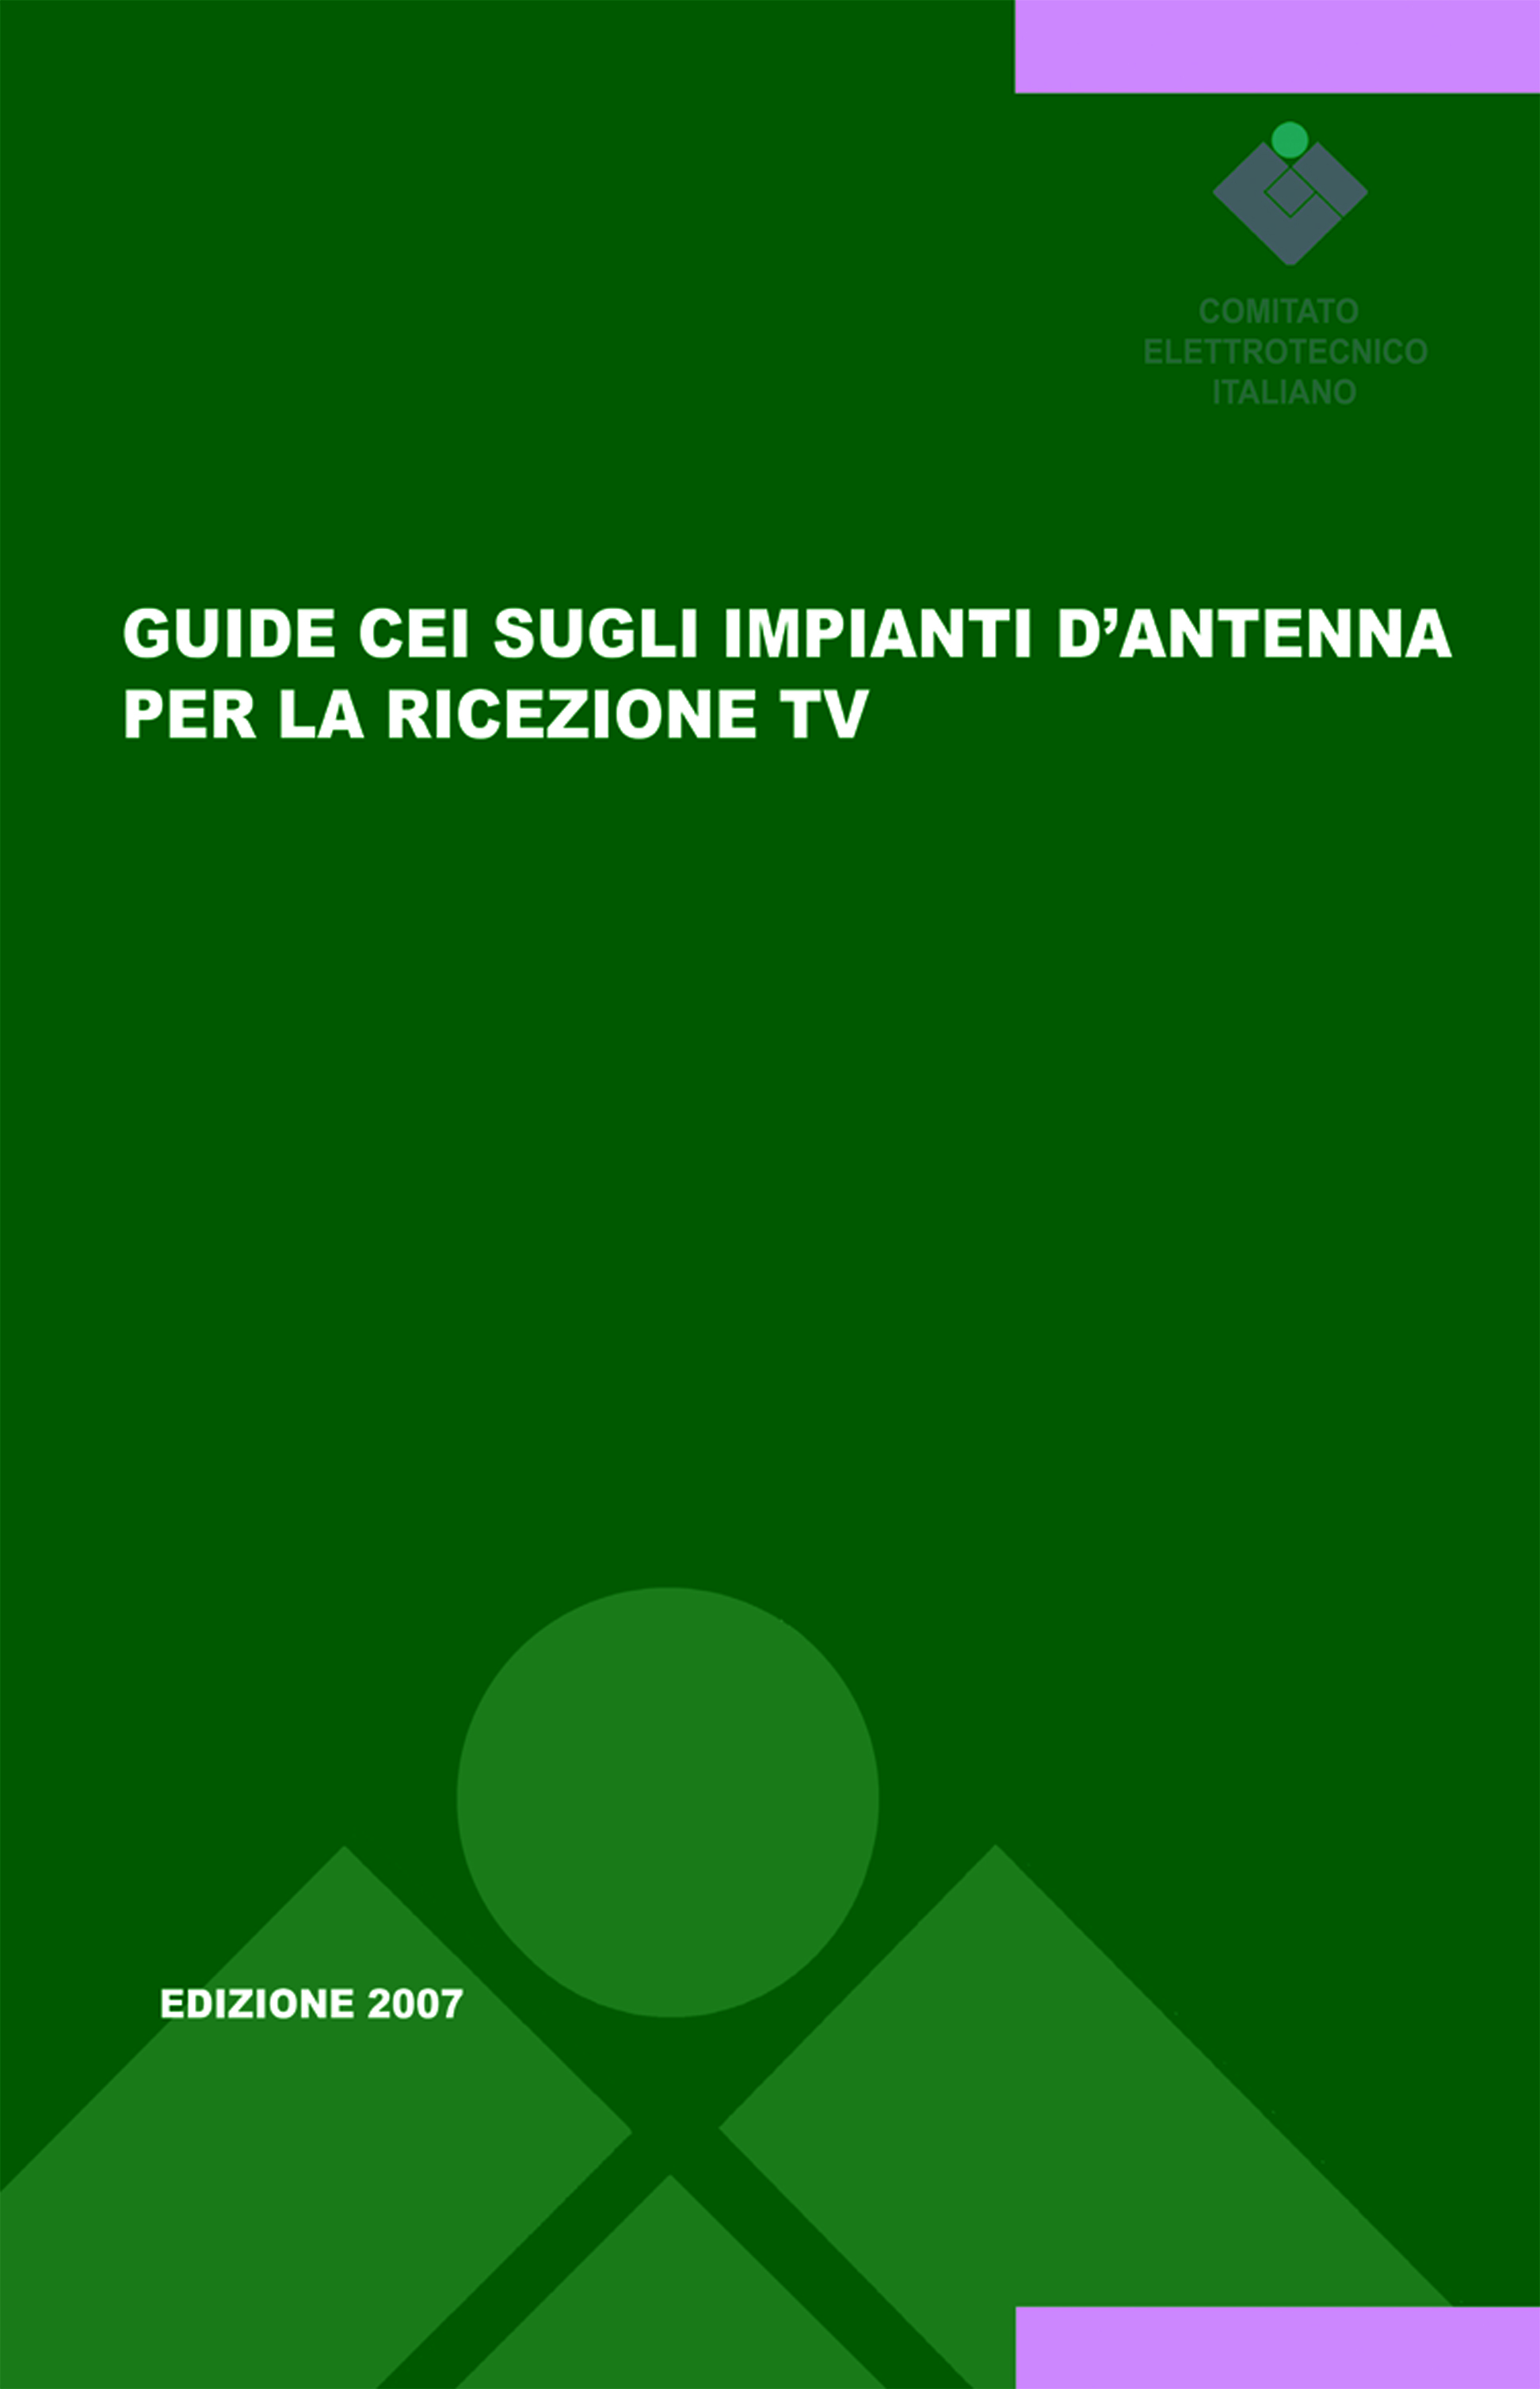 COMITATO
ELETTROTECNICO
ITALIANO
GUIDE CEI SUGLI IMPIANTI D’ANTENNA
PER LA RICEZIONE TV
EDIZIONE 2007